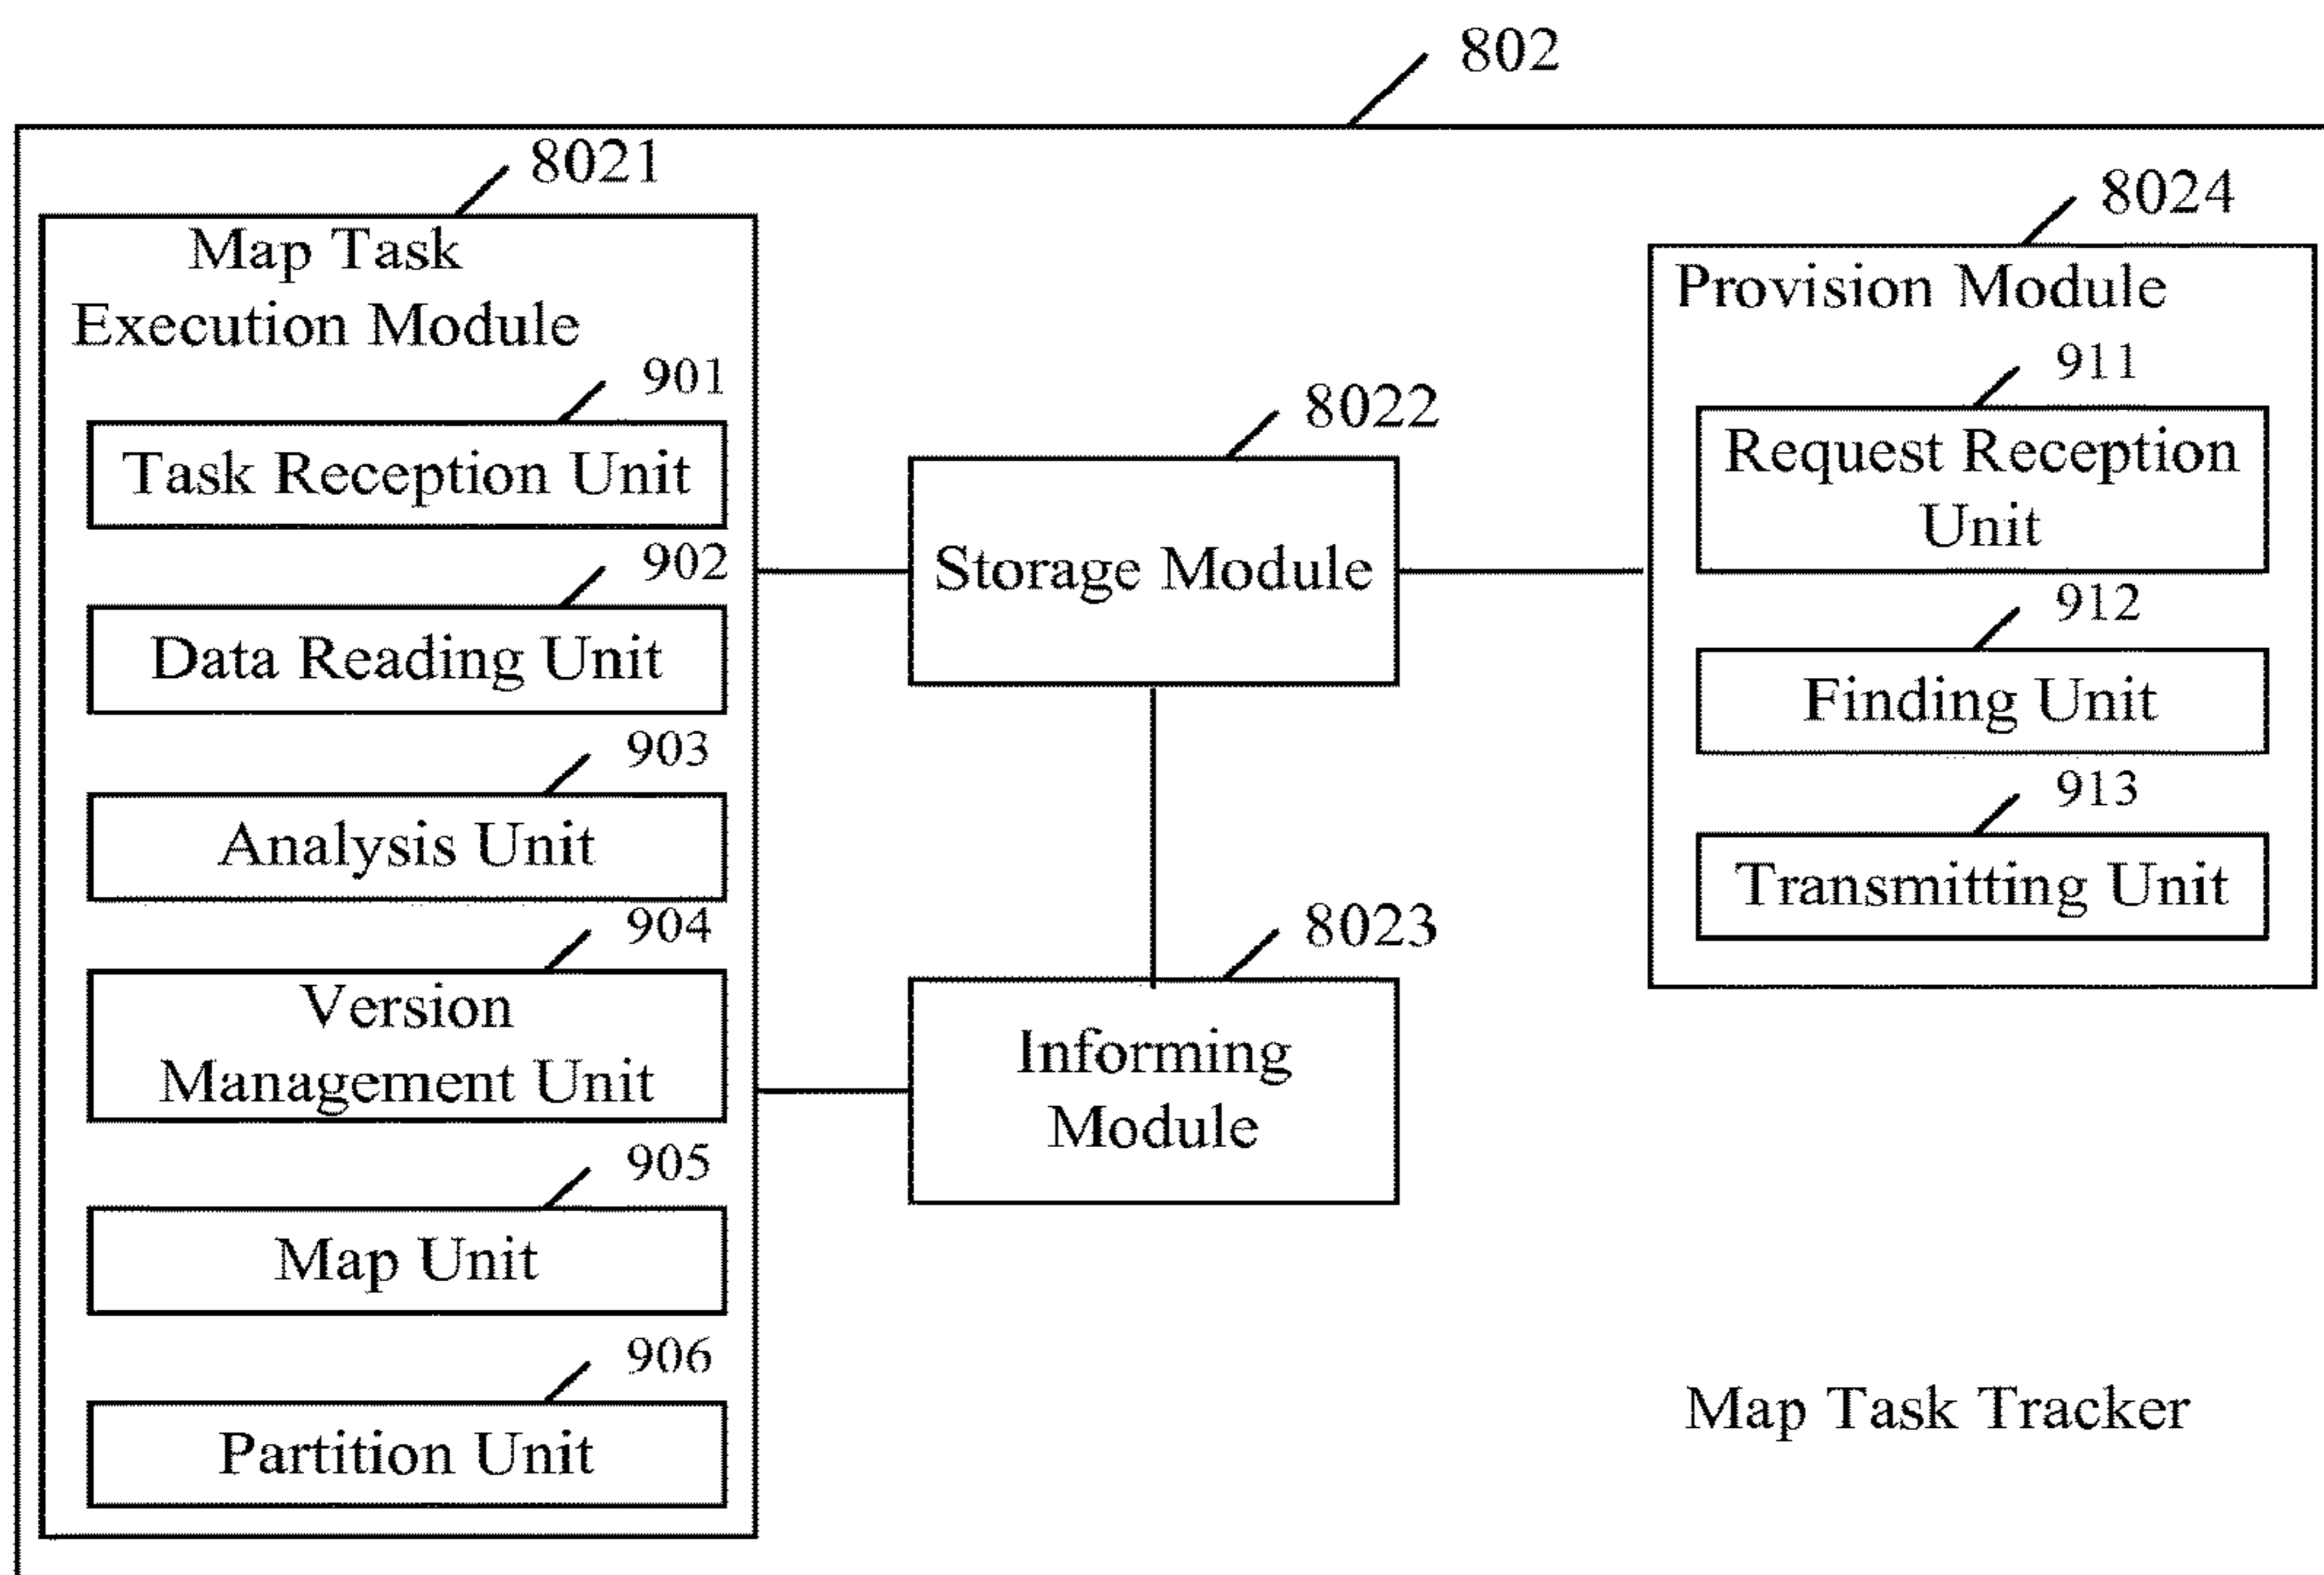 802
8021
Map Task
Execution Module
901
Task Reception Unit
902
Data Reading Unit
903
Analysis Unit
904
Version
Management Unit
905
Map Unit
906
Partition Unit
8022
Storage Module
8023
Informing
Module
8024
Provision Module
911
Request Reception
Unit
912
Finding Unit
913
Transmitting Unit
Map Task Tracker